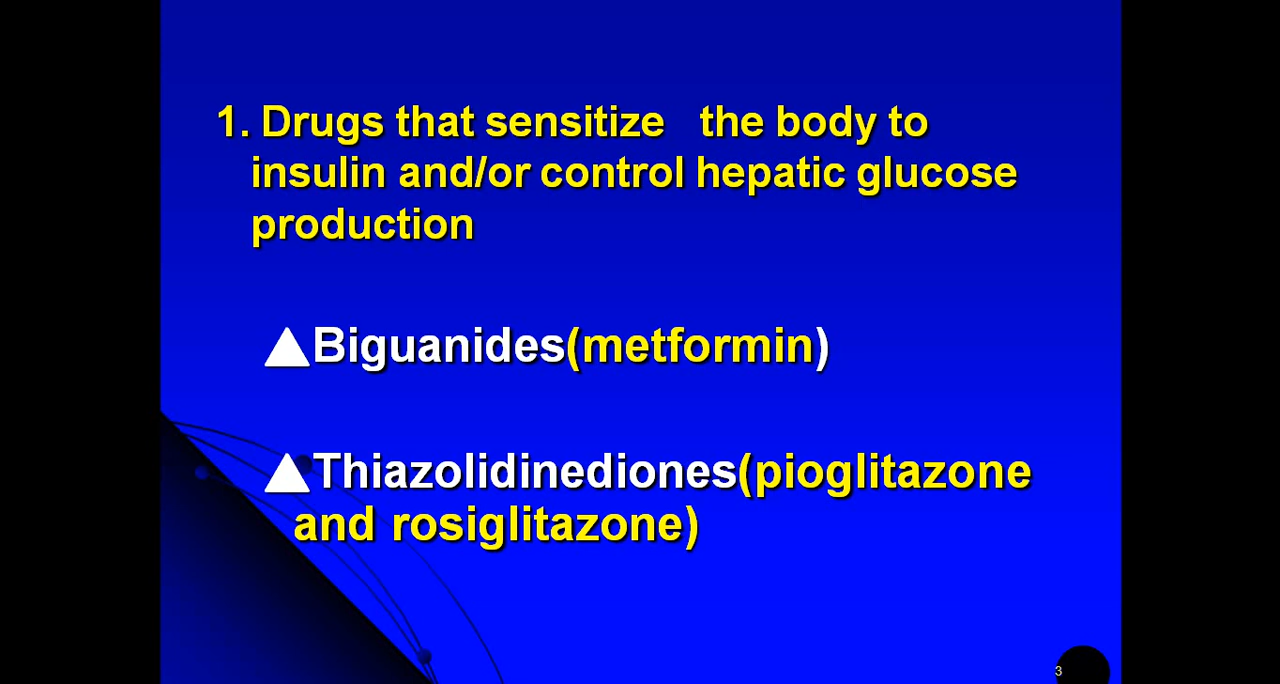 1. Drugs that sensitize the body to
insulin and/or control hepatic glucose
production
▲Biguanides(metformin)
▲Thiazolidinediones(pioglitazone
and rosiglitazone)
3